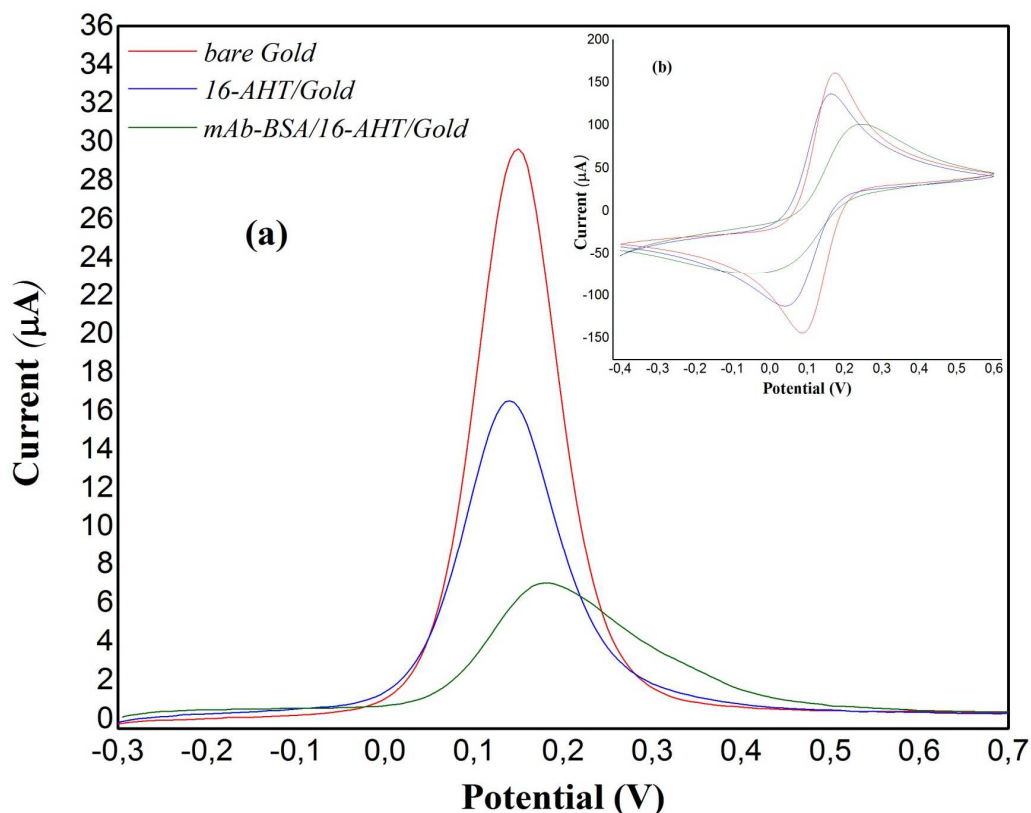 36
34
32
30
28
26
24
22
20
18
16
14
12
10
8
6
4
2
0
Current (µA)
bare Gold
16-AHT/Gold
mAb-BSA/16-AHT/Gold
(a)
-0,3 -0,2 -0,1 0,0 0,1 0,2 0,3 0,4 0,5 0,6 0,7
Potential (V)
(b)
200
150
100
50
0
-50
-100
-150
Current (µA)
-0,4 -0,3 -0,2 -0,1 0,0 0,1 0,2 0,3 0,4 0,5 0,6
Potential (V)